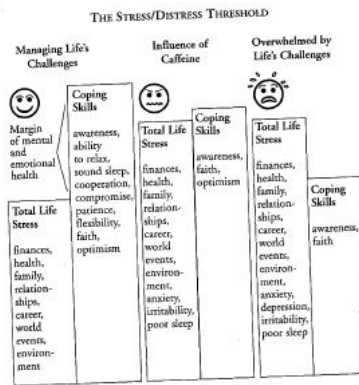 THE STRESS/DISTRESS THRESHOLD
Managing Life's
Challenges
Margin
of mental
and
emotional
health
Total Life
Stress
finances,
health,
family,
relation-
ships,
career,
world
events,
environ-
ment
Coping
Skills
awareness,
ability
to relax,
sound sleep,
cooperation,
compromise,
patience,
flexibility,
faith,
optimism
Influence of
Caffeine
Total Life
Stress
finances,
health,
family,
relation-
ships,
career,
world
events,
environ-
ment,
anxiety,
irritability,
poor sleep
Coping
Skills
awareness,
faith,
optimism
Overwhelmed by
Life's Challenges
Total Life
Stress
finances,
health,
family,
relation-
ships,
career,
world
events,
environ-
ment,
anxiety,
depression,
irritability,
poor sleep
Coping
Skills
awareness,
faith